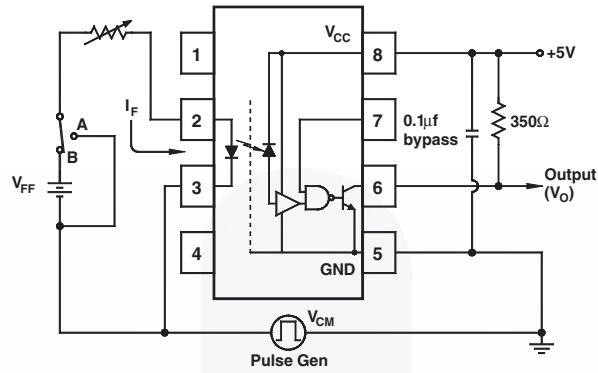 V_CC
1
8
+5V
A
B
I_F
2
7
0.1µf
bypass
350Ω
V_FF
3
6
Output
(V_O)
4
5
GND
V_CM
Pulse Gen